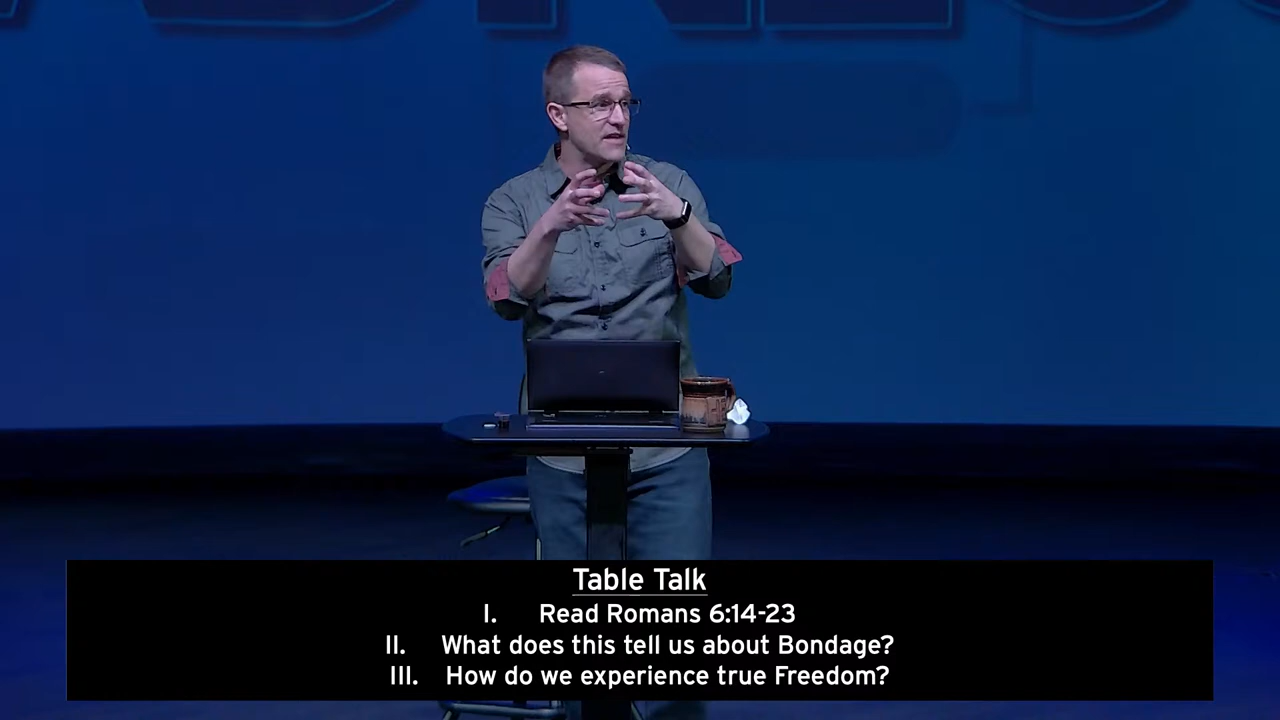 Table Talk
I. Read Romans 6:14-23
II. What does this tell us about Bondage?
III. How do we experience true Freedom?